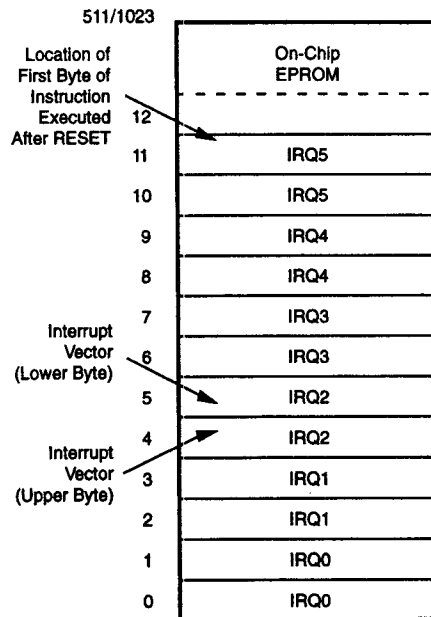 511/1023
Location of
First Byte of
Instruction
Executed
After RESET
On-Chip
EPROM
12
11 IRQ5
10 IRQ5
9 IRQ4
8 IRQ4
7 IRQ3
Interrupt
Vector
(Lower Byte)
6 IRQ3
5 IRQ2
4 IRQ2
Interrupt
Vector
(Upper Byte)
3 IRQ1
2 IRQ1
1 IRQ0
0 IRQ0